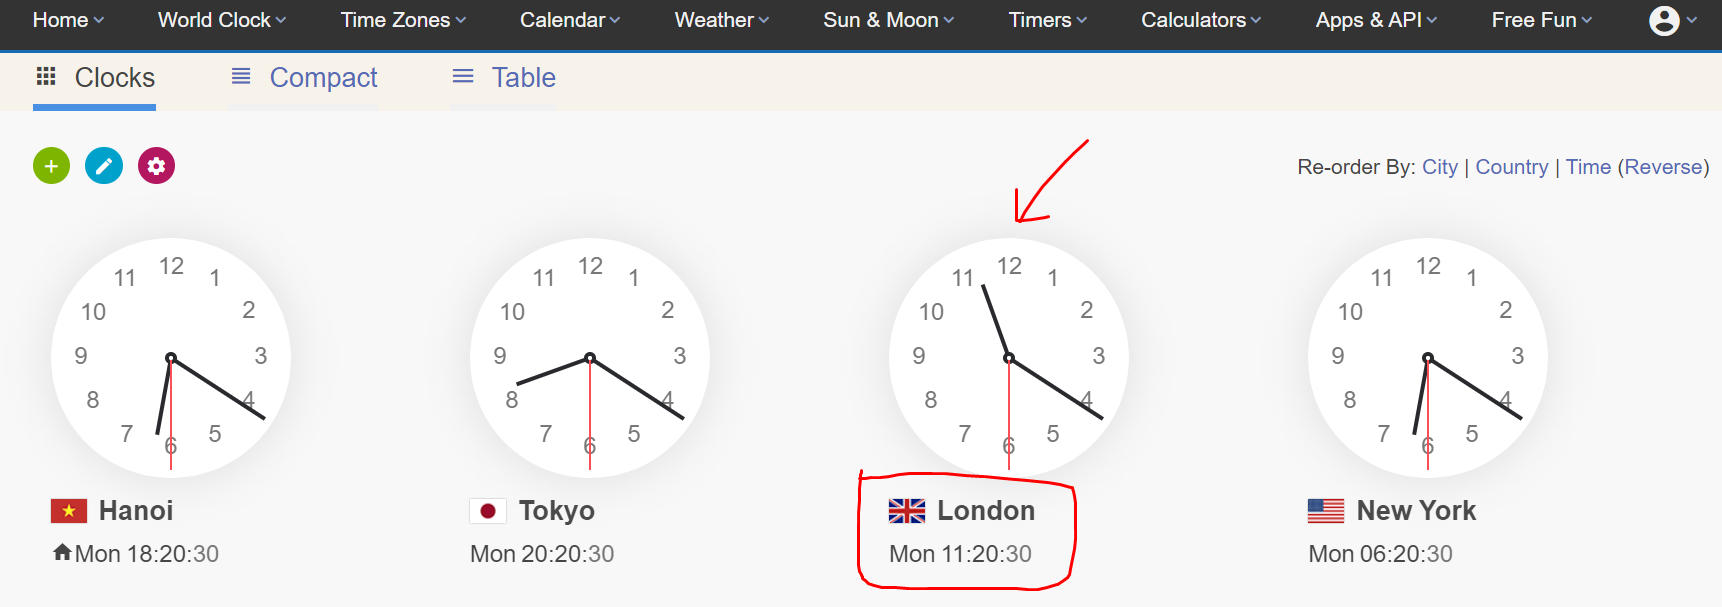 Home World Clock Time Zones Calendar Weather Sun & Moon Timers Calculators Apps & API Free Fun
Clocks Compact Table
Re-order By: City | Country | Time (Reverse)
12 1 2 3 4 5 6 7 8 9 10 11
12 1 2 3 4 5 6 7 8 9 10 11
12 1 2 3 4 5 6 7 8 9 10 11
12 1 2 3 4 5 6 7 8 9 10 11
Hanoi Tokyo London New York
Mon 18:20:30 Mon 20:20:30 Mon 11:20:30 Mon 06:20:30